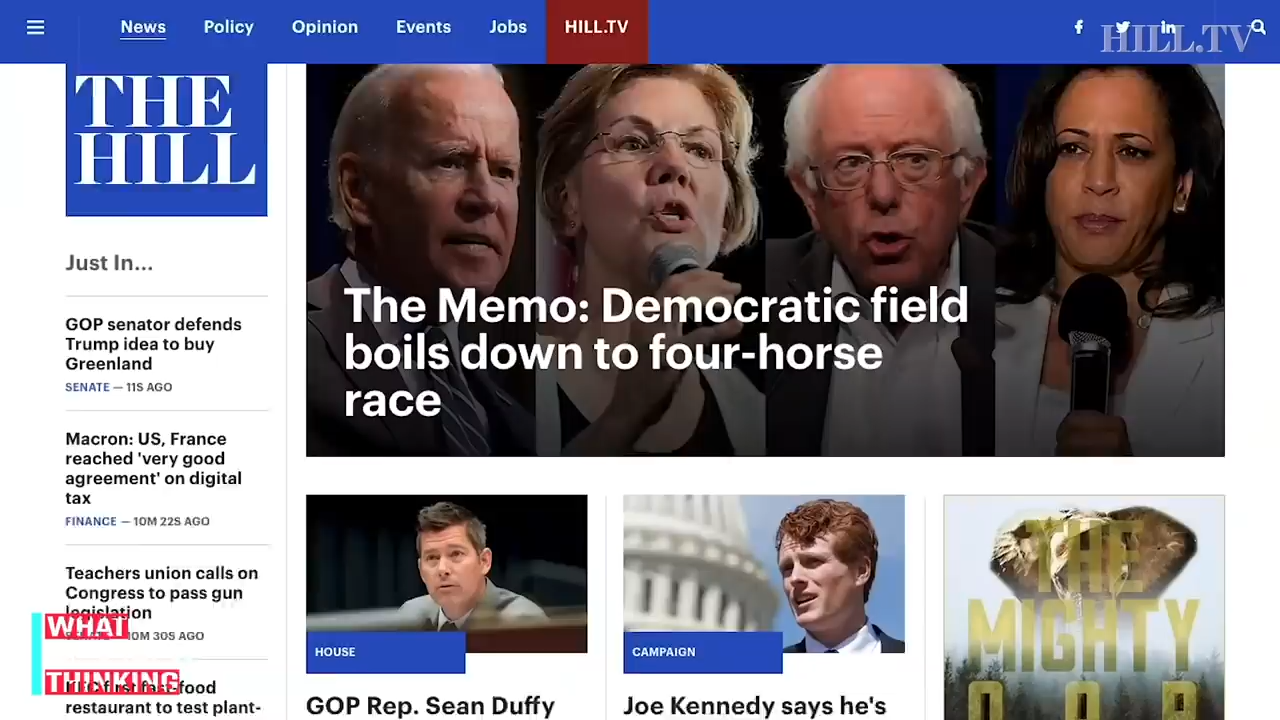 News
Policy
Opinion
Events
Jobs
HILL.TV
HILL.TV
THE
HILL
Just In...
GOP senator defends
Trump idea to buy
Greenland
SENATE — 11S AGO
Macron: US, France
reached 'very good
agreement' on digital
tax
FINANCE — 10M 22S AGO
Teachers union calls on
Congress to pass gun
legislation
10M 30S AGO
first fast-food
restaurant to test plant-
WHAT
THINKING
The Memo: Democratic field
boils down to four-horse
race
HOUSE
GOP Rep. Sean Duffy
CAMPAIGN
Joe Kennedy says he's
THE
MIGHTY